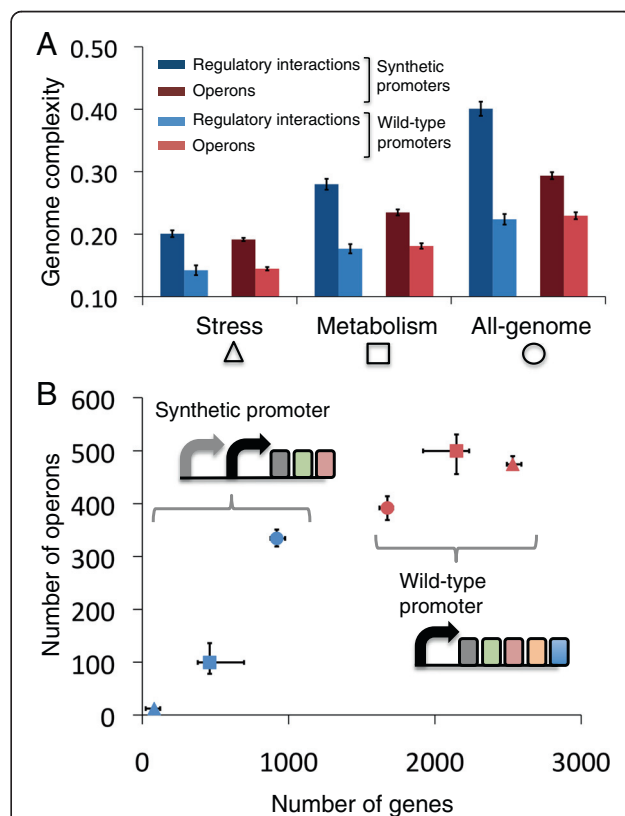 A
Genome complexity
0.50
0.40
0.30
0.20
0.10
Regulatory interactions
Operons
Synthetic
promoters
Regulatory interactions
Operons
Wild-type
promoters
Stress
Metabolism
All-genome
B
Number of operons
600
500
400
300
200
100
0
Synthetic promoter
Wild-type
promoter
0
1000
2000
3000
Number of genes